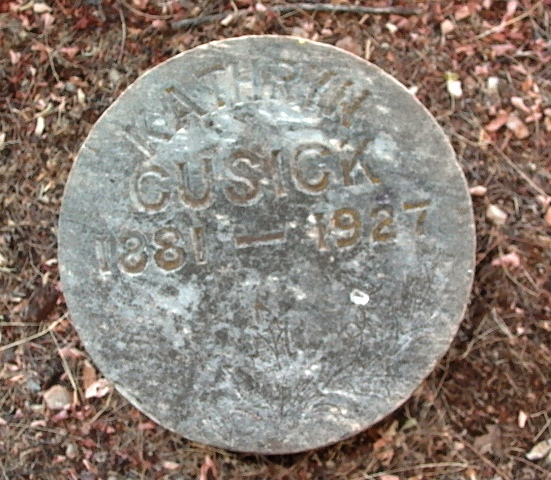 KATHRYN
CUSICK
1881 — 1927